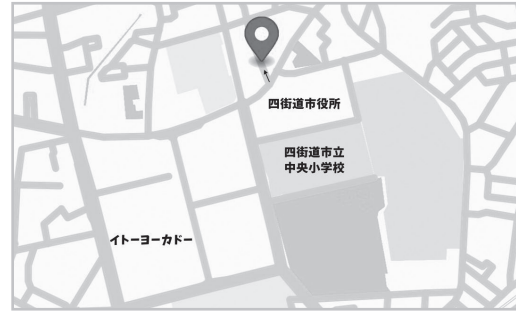 四街道市役所
四街道市立
中央小学校
イトーヨーカドー